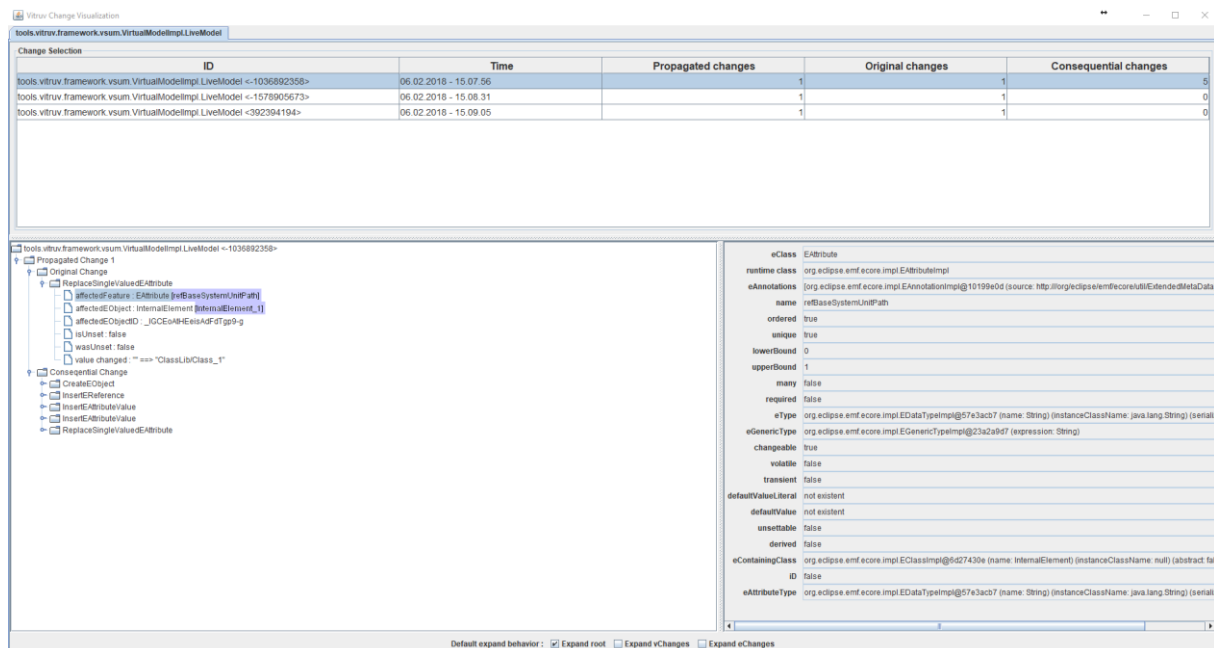 Vitruv Change Visualization
tools.vitruv.framework.vsum.VirtualModelImpl.LiveModel
Change Selection
ID Time Propagated changes Original changes Consequential changes
tools.vitruv.framework.vsum.VirtualModelImpl.LiveModel <-1036892358> 06.02.2018 - 15.07.56 1 1 5
tools.vitruv.framework.vsum.VirtualModelImpl.LiveModel <-1578905673> 06.02.2018 - 15.08.31 1 1 0
tools.vitruv.framework.vsum.VirtualModelImpl.LiveModel <392394194> 06.02.2018 - 15.09.05 1 1 0
tools.vitruv.framework.vsum.VirtualModelImpl.LiveModel <-1036892358>
Propagated Change 1
Original Change
ReplaceSingleValuedEAttribute
affectedFeature : EAttribute [refBaseSystemUnitPath]
affectedEObject : InternalElement [InternalElement_1]
affectedEObjectID : _IGCEoAtHEeisAdFdTgp9-g
isUnset : false
wasUnset : false
value changed : "" ==> "ClassLib/Class_1"
Conseqential Change
CreateEObject
InsertEReference
InsertEAttributeValue
InsertEAttributeValue
ReplaceSingleValuedEAttribute
eClass EAttribute
runtime class org.eclipse.emf.ecore.impl.EAttributeImpl
eAnnotations [org.eclipse.emf.ecore.impl.EAnnotationImpl@10199e0d (source: http://org/eclipse/emf/ecore/util/ExtendedMetaData
name refBaseSystemUnitPath
ordered true
unique true
lowerBound 0
upperBound 1
many false
required false
eType org.eclipse.emf.ecore.impl.EDataTypeImpl@57e3acb7 (name: String) (instanceClassName: java.lang.String) (seriali
eGenericType org.eclipse.emf.ecore.impl.EGenericTypeImpl@23a2a9d7 (expression: String)
changeable true
volatile false
transient false
defaultValueLiteral not existent
defaultValue not existent
unsettable false
derived false
eContainingClass org.eclipse.emf.ecore.impl.EClassImpl@6d27430e (name: InternalElement) (instanceClassName: null) (abstract: fal
iD false
eAttributeType org.eclipse.emf.ecore.impl.EDataTypeImpl@57e3acb7 (name: String) (instanceClassName: java.lang.String) (seriali
Default expand behavior : Expand root Expand vChanges Expand eChanges